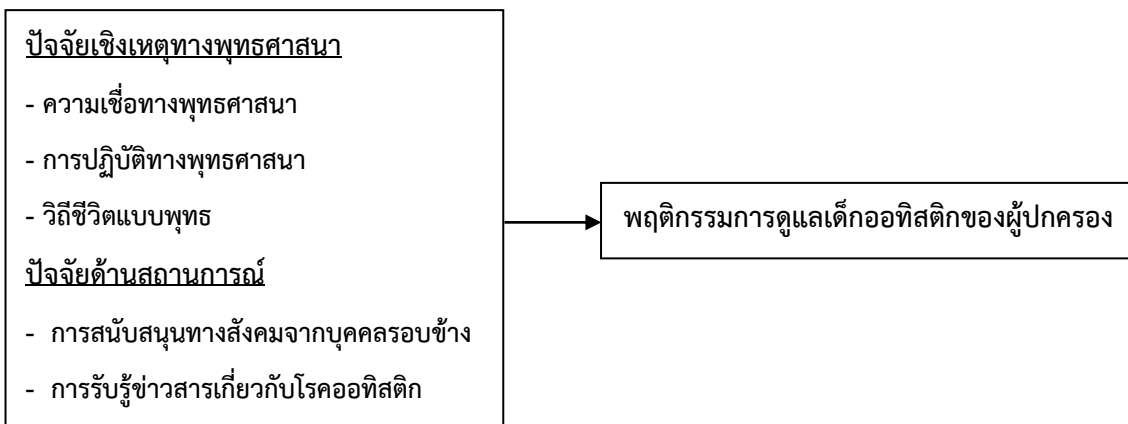 ปัจจัยเชิงเหตุทางพุทธศาสนา
- ความเชื่อทางพุทธศาสนา
- การปฏิบัติทางพุทธศาสนา
- วิถีชีวิตแบบพุทธ
ปัจจัยด้านสถานการณ์
- การสนับสนุนทางสังคมจากบุคคลรอบข้าง
- การรับรู้ข่าวสารเกี่ยวกับโรคออทิสติก
พฤติกรรมการดูแลเด็กออทิสติกของผู้ปกครอง